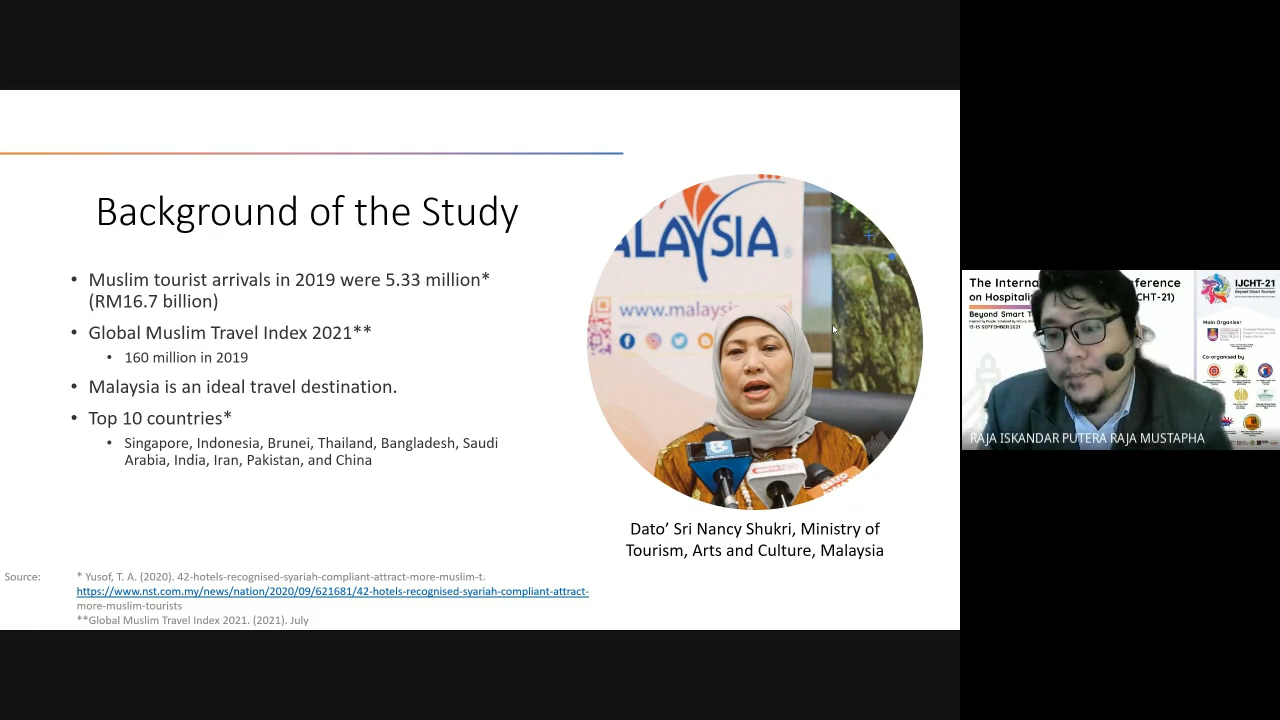 Background of the Study
• Muslim tourist arrivals in 2019 were 5.33 million*
(RM16.7 billion)
• Global Muslim Travel Index 2021**
• 160 million in 2019
• Malaysia is an ideal travel destination.
• Top 10 countries*
• Singapore, Indonesia, Brunei, Thailand, Bangladesh, Saudi
Arabia, India, Iran, Pakistan, and China
ALAYSIA
www.malaysia
Dato’ Sri Nancy Shukri, Ministry of
Tourism, Arts and Culture, Malaysia
Source:
* Yusof, T. A. (2020). 42-hotels-recognised-syariah-compliant-attract-more-muslim-t.
https://www.nst.com.my/news/nation/2020/09/621681/42-hotels-recognised-syariah-compliant-attract-
more-muslim-tourists
**Global Muslim Travel Index 2021. (2021). July
The Interna
ference
on Hospitali
CHT-21)
Beyond Smart T
13-15 SEPTEMBER 2021
IJCHT-21
Beyond Smart Tourism
Main Organiser
Co-organised by
RAJA ISKANDAR PUTERA RAJA MUSTAPHA